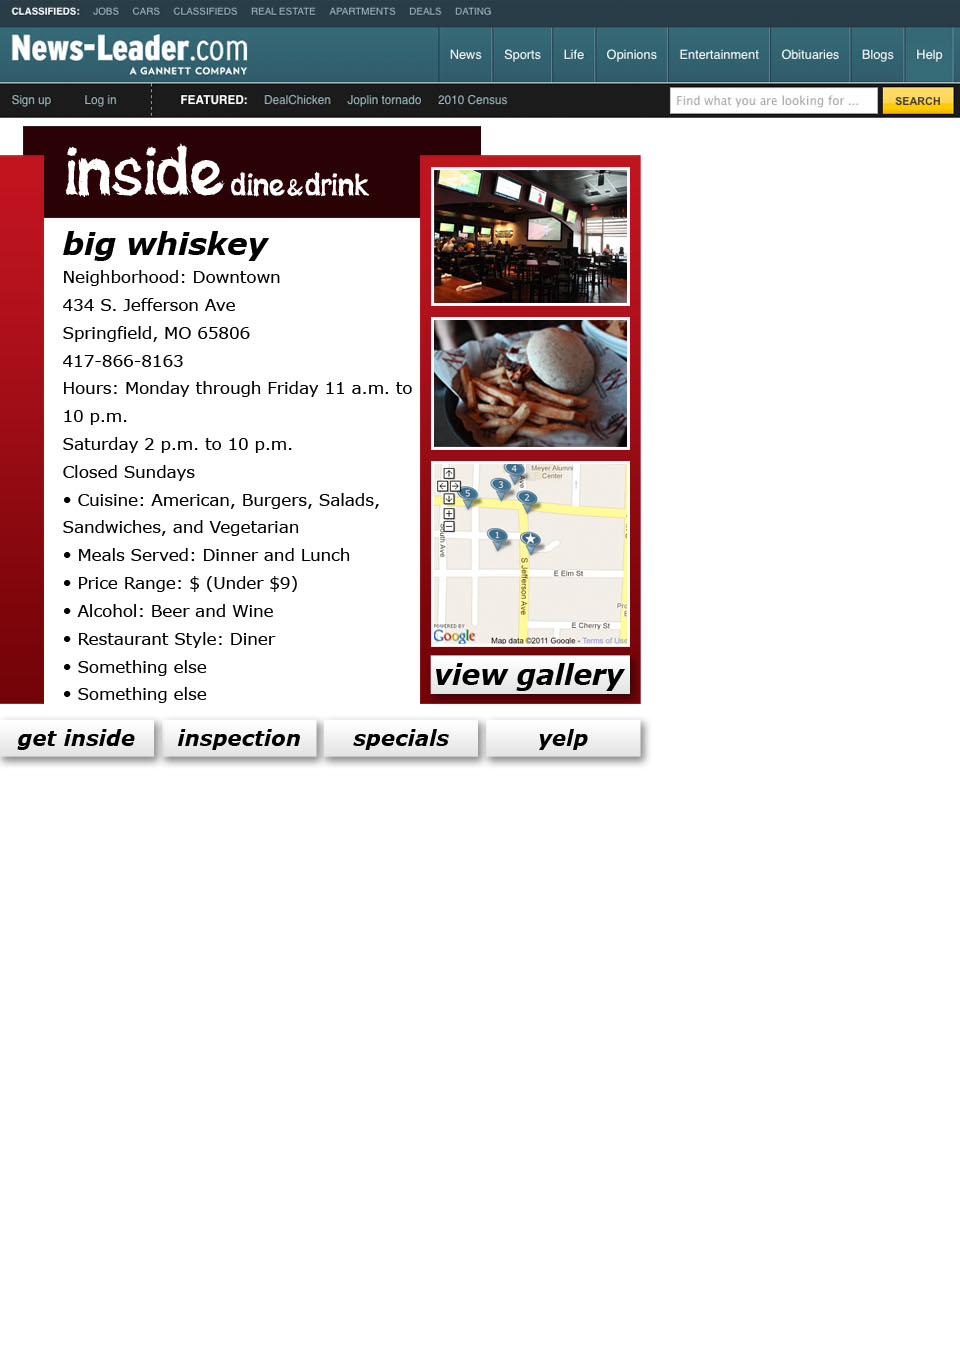 CLASSIFIEDS: JOBS CARS CLASSIFIEDS REAL ESTATE APARTMENTS DEALS DATING
News-Leader.com
A GANNETT COMPANY
News Sports Life Opinions Entertainment Obituaries Blogs Help
Sign up Log in FEATURED: DealChicken Joplin tornado 2010 Census Find what you are looking for ... SEARCH
inside dine & drink
big whiskey
Neighborhood: Downtown
434 S. Jefferson Ave
Springfield, MO 65806
417-866-8163
Hours: Monday through Friday 11 a.m. to
10 p.m.
Saturday 2 p.m. to 10 p.m.
Closed Sundays
• Cuisine: American, Burgers, Salads,
Sandwiches, and Vegetarian
• Meals Served: Dinner and Lunch
• Price Range: $ (Under $9)
• Alcohol: Beer and Wine
• Restaurant Style: Diner
• Something else
• Something else
Meyer Alumni
Center
4
3
5
2
1
Ave
South Ave
S Jefferson Ave
E Elm St
E Cherry St
POWERED BY
Google
Map data ©2011 Google - Terms of Use
view gallery
get inside inspection specials yelp